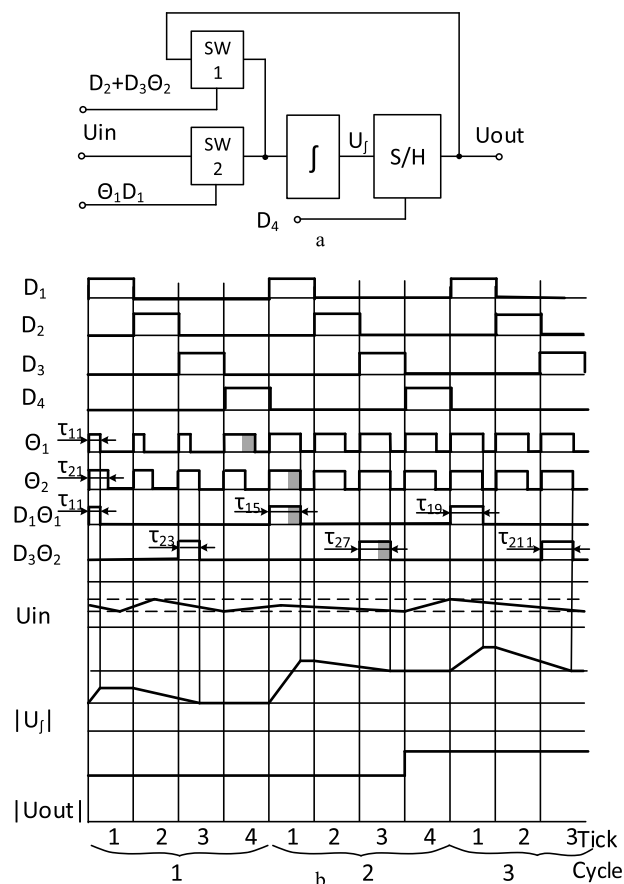 SW
1
D₂+D₃Θ₂
Uin
SW
2
∫
U∫
S/H
Uout
Θ₁D₁
D₄
a
D₁
D₂
D₃
D₄
τ₁₁
Θ₁
τ₂₁
Θ₂
τ₁₁
D₁Θ₁
τ₁₅
τ₁₉
τ₂₃
D₃Θ₂
τ₂₇
τ₂₁₁
Uin
|U∫|
|Uout|
1 2 3 4 1 2 3 4 1 2 3 Tick
1 2 3 Cycle
b